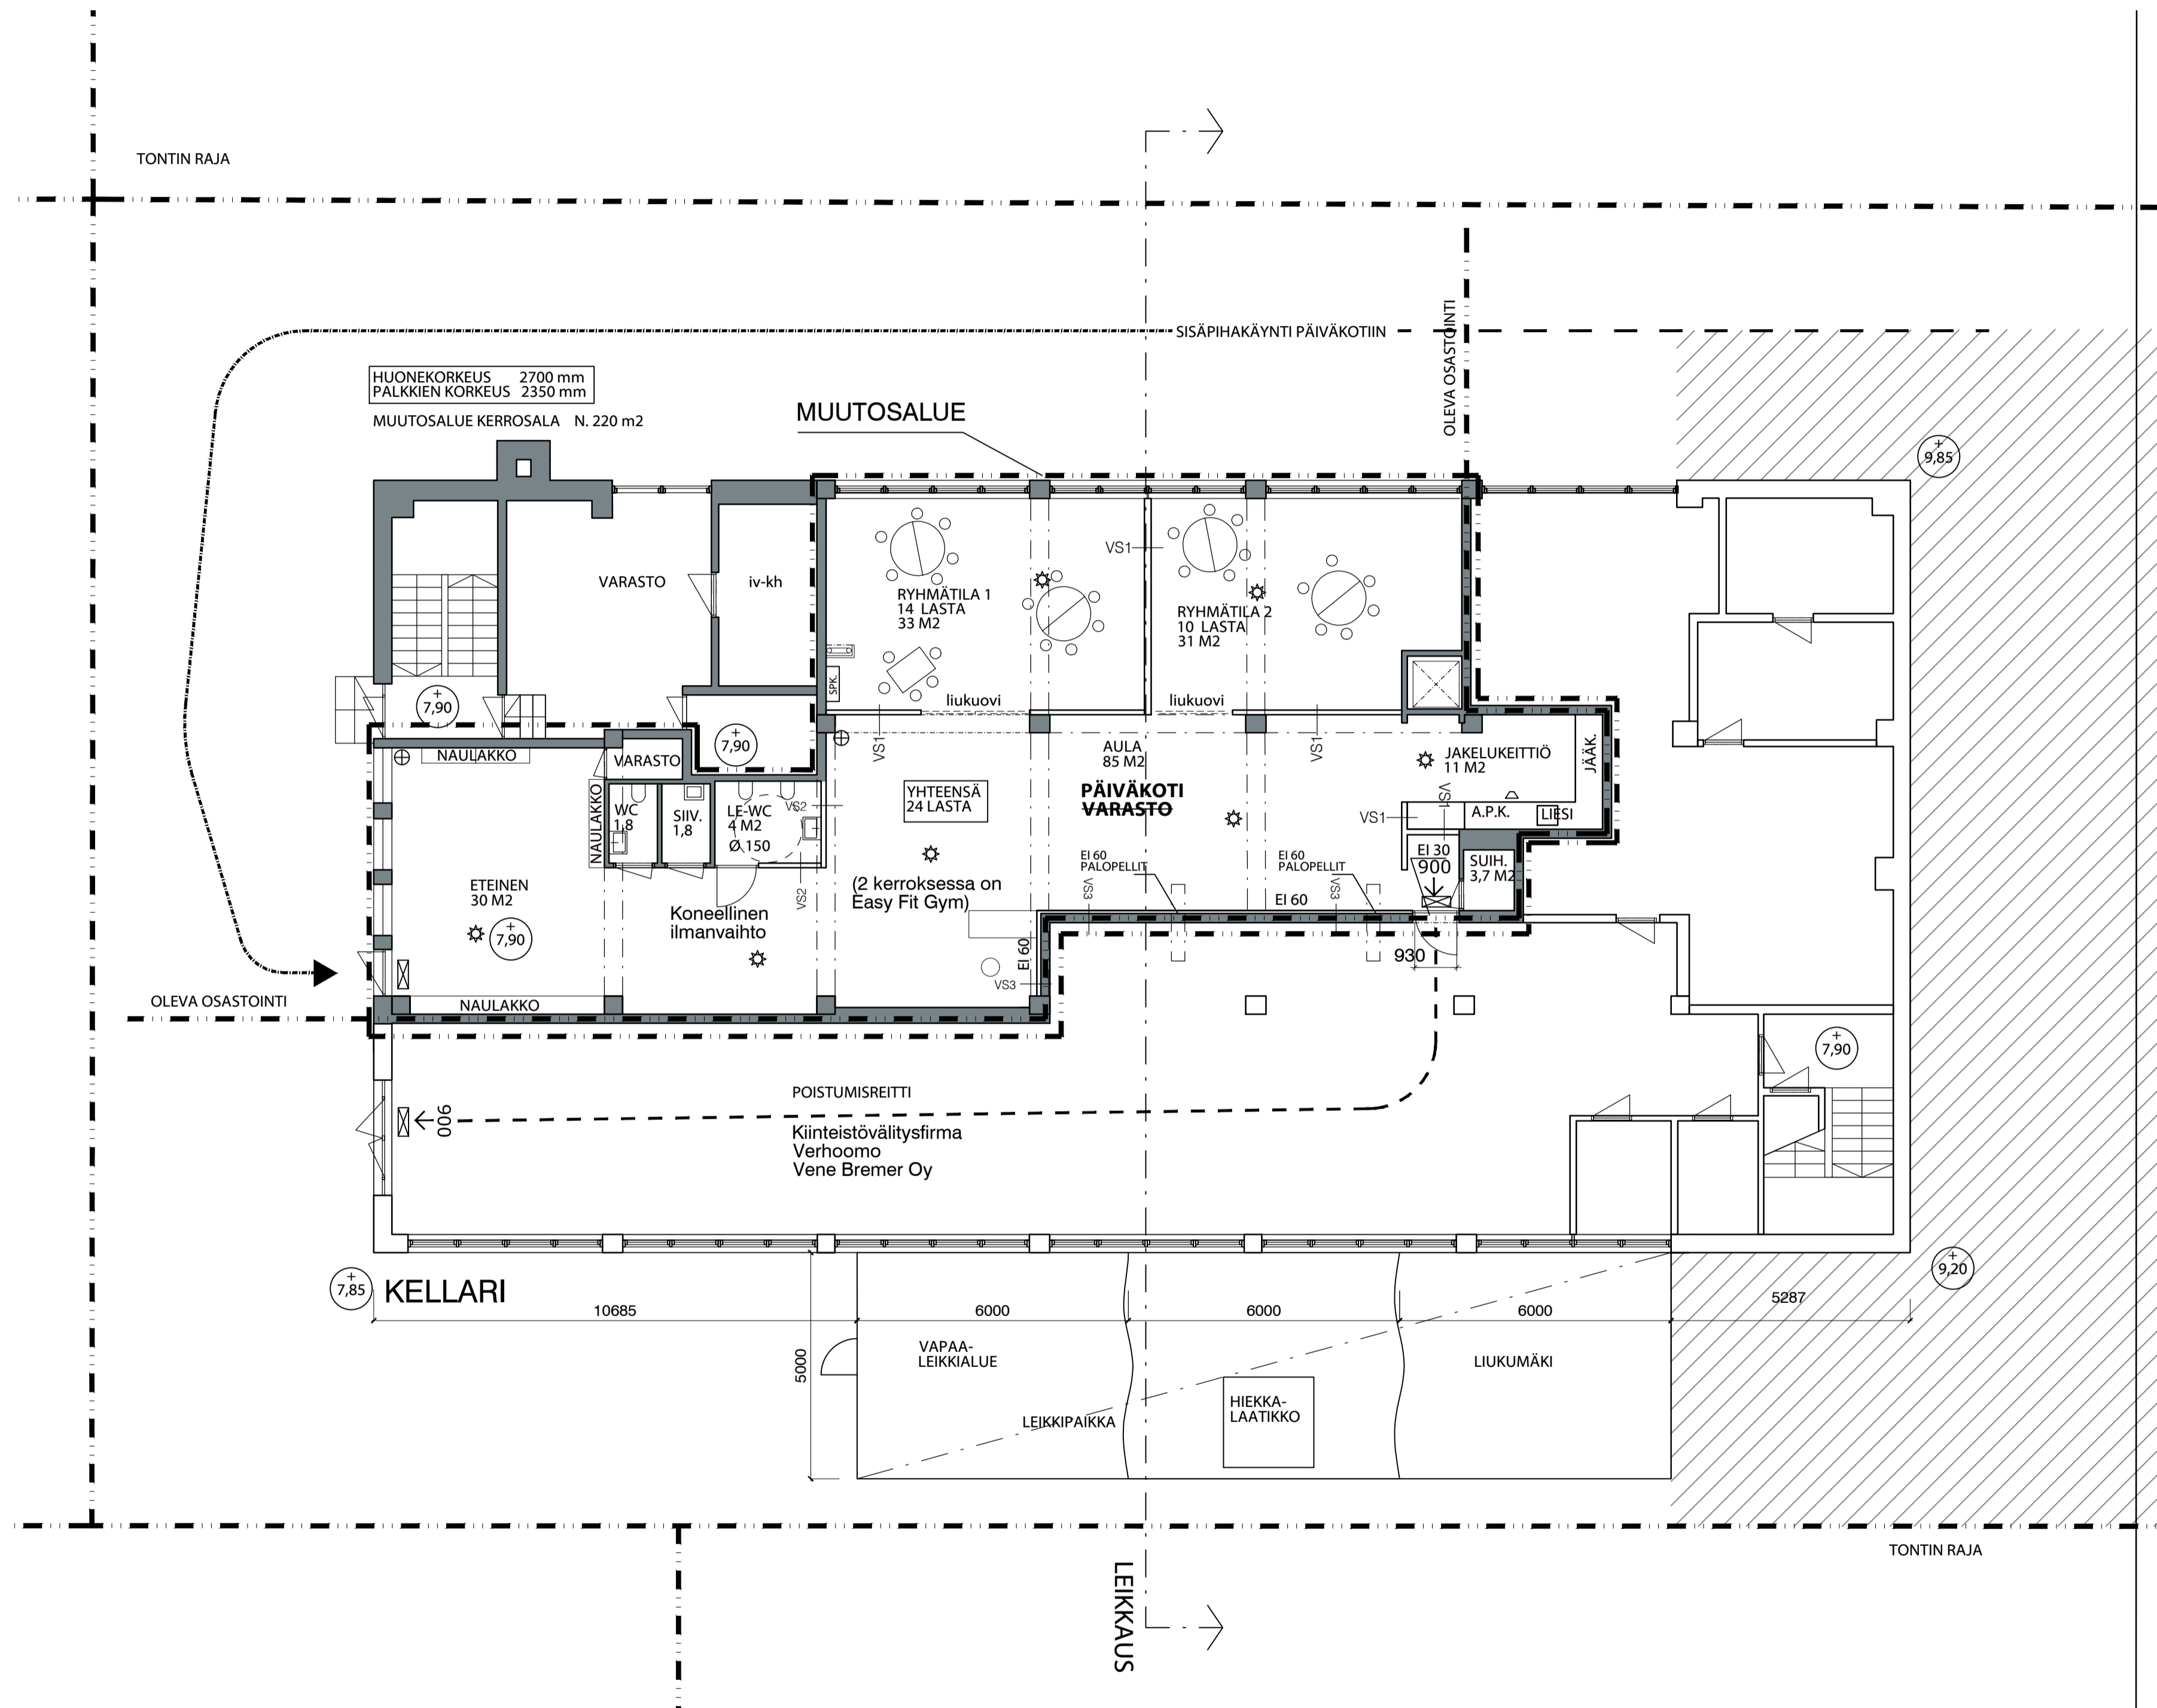 TONTIN RAJA
SISÄPIHAKÄYNTI PÄIVÄKOTIIN
OLEVA OSASTOINTI
HUONEKORKEUS 2700 mm
PALKKIEN KORKEUS 2350 mm
MUUTOSALUE KERROSALA N. 220 m2
MUUTOSALUE
+
9,85
VARASTO
iv-kh
VS1
RYHMÄTILA 1
14 LASTA
33 M2
RYHMÄTILA 2
10 LASTA
31 M2
SPK.
liukuovi
liukuovi
+
7,90
+
7,90
VS1
VS1
NAULAKKO
VARASTO
AULA
85 M2
JAKELUKEITTIÖ
11 M2
JÄÄK.
NAULAKKO
WC
1,8
SIIV.
1,8
LE-WC
4 M2
Ø 150
VS2
VS2
YHTEENSÄ
24 LASTA
PÄIVÄKOTI
VARASTO
VS1
VS1
A.P.K.
LIESI
EI 60
PALOPELLIT
EI 60
PALOPELLIT
EI 30
900
SUIH.
3,7 M2
ETEINEN
30 M2
+
7,90
Koneellinen
ilmanvaihto
(2 kerroksessa on
Easy Fit Gym)
VS3
VS3
EI 60
EI 60
VS3
930
OLEVA OSASTOINTI
NAULAKKO
+
7,90
POISTUMISREITTI
900
Kiinteistövälitysfirma
Verhoomo
Vene Bremer Oy
+
7,85
KELLARI
+
9,20
10685
6000
6000
6000
5287
5000
VAPAA-
LEIKKIALUE
LIUKUMÄKI
HIEKKA-
LAATIKKO
LEIKKIPAIKKA
TONTIN RAJA
LEIKKAUS